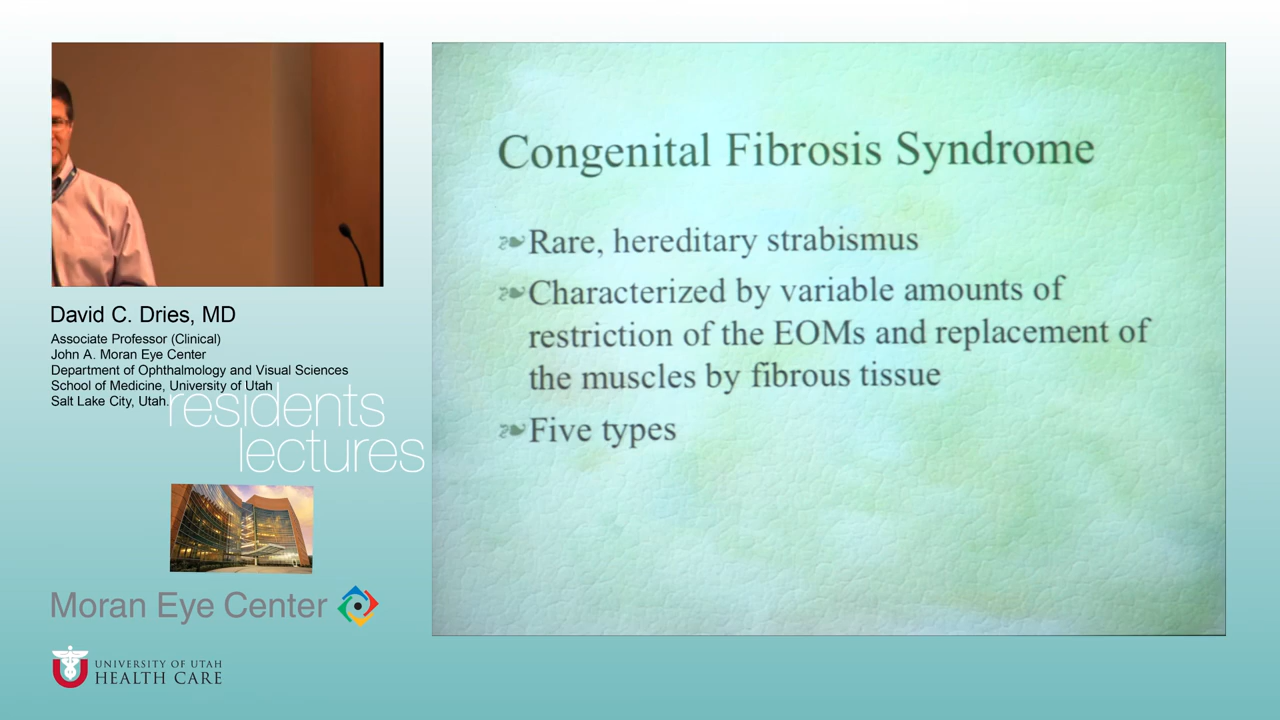 David C. Dries, MD
Associate Professor (Clinical)
John A. Moran Eye Center
Department of Ophthalmology and Visual Sciences
School of Medicine, University of Utah
Salt Lake City, Utah.
residents
lectures
Moran Eye Center
UNIVERSITY OF UTAH
HEALTH CARE
Congenital Fibrosis Syndrome
Rare, hereditary strabismus
Characterized by variable amounts of
restriction of the EOMs and replacement of
the muscles by fibrous tissue
Five types